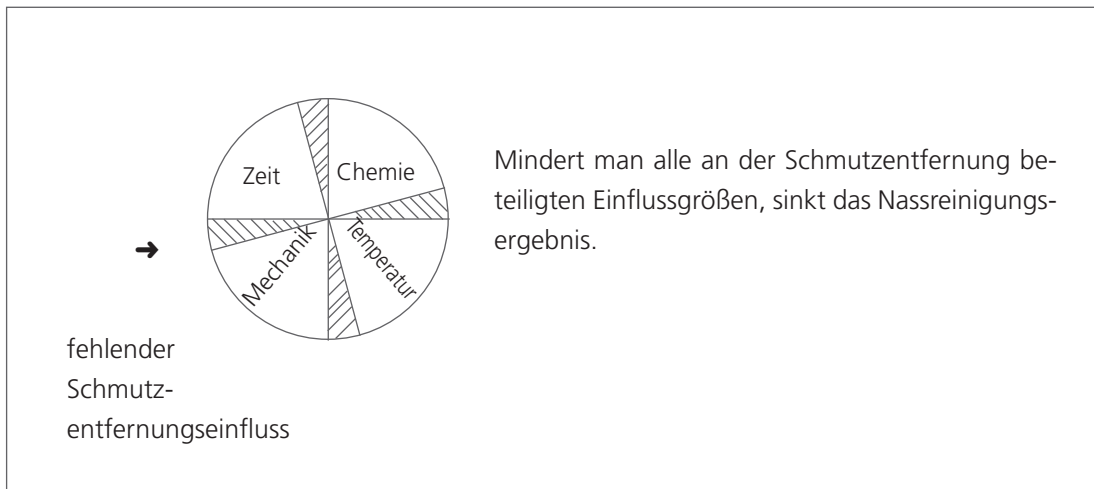 Zeit
Chemie
Mechanik
Temperatur
Mindert man alle an der Schmutzentfernung be-
teiligten Einflussgrößen, sinkt das Nassreinigungs-
ergebnis.
➜
fehlender
Schmutz-
entfernungseinfluss